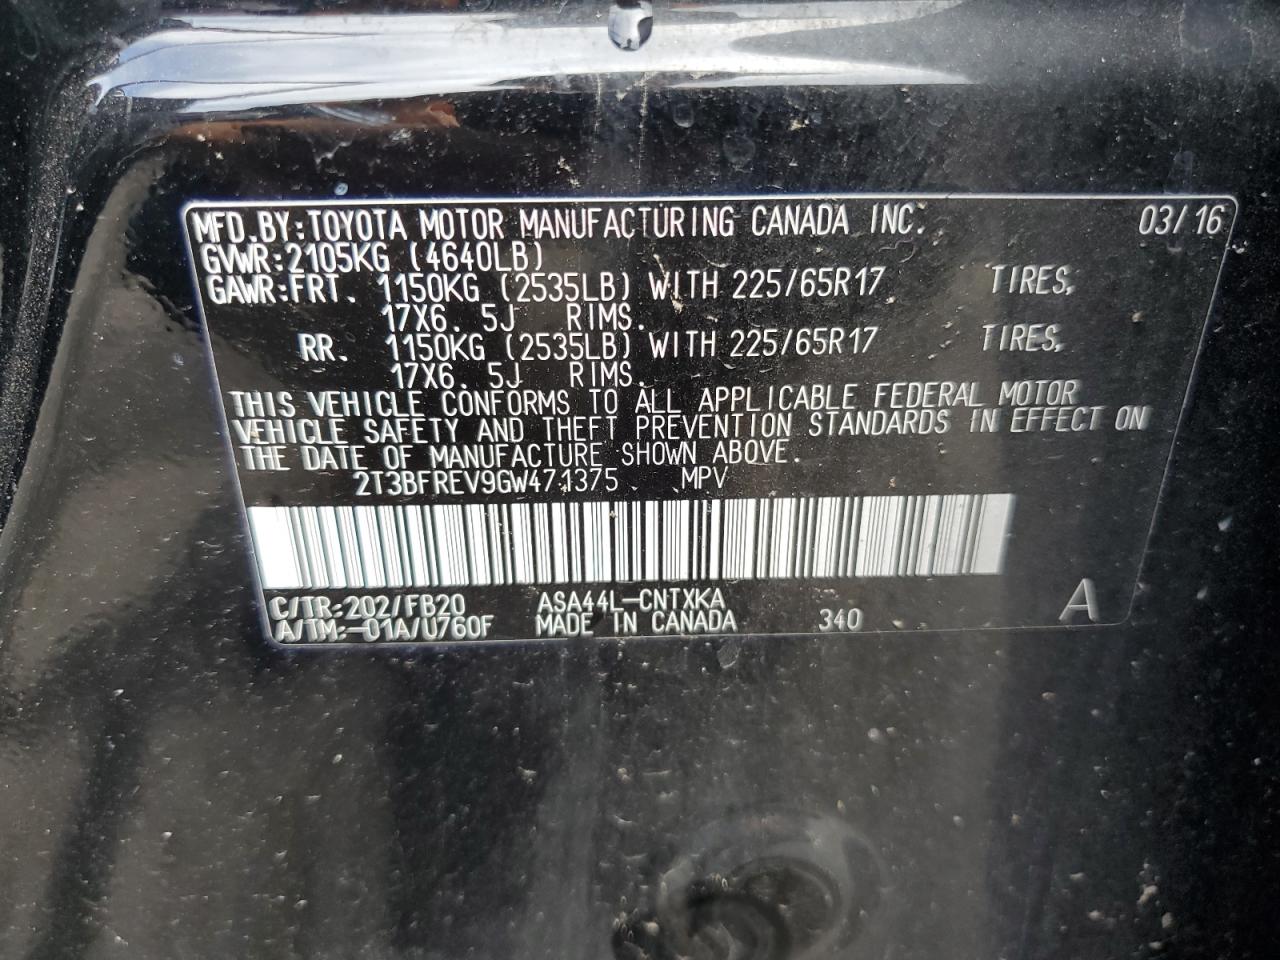 MFD.BY:TOYOTA MOTOR MANUFACTURING CANADA INC. 03/16
GVWR:2105KG (4640LB)
GAWR:FRT. 1150KG (2535LB) WITH 225/65R17 TIRES,
17X6.5J RIMS.
RR. 1150KG (2535LB) WITH 225/65R17 TIRES,
17X6.5J RIMS.
THIS VEHICLE CONFORMS TO ALL APPLICABLE FEDERAL MOTOR
VEHICLE SAFETY AND THEFT PREVENTION STANDARDS IN EFFECT ON
THE DATE OF MANUFACTURE SHOWN ABOVE.
2T3BFREV9GW471375 MPV
C/TR:202/FB20 ASA44L-CNTXKA
A/TM:-01A/U760F MADE IN CANADA 340 A